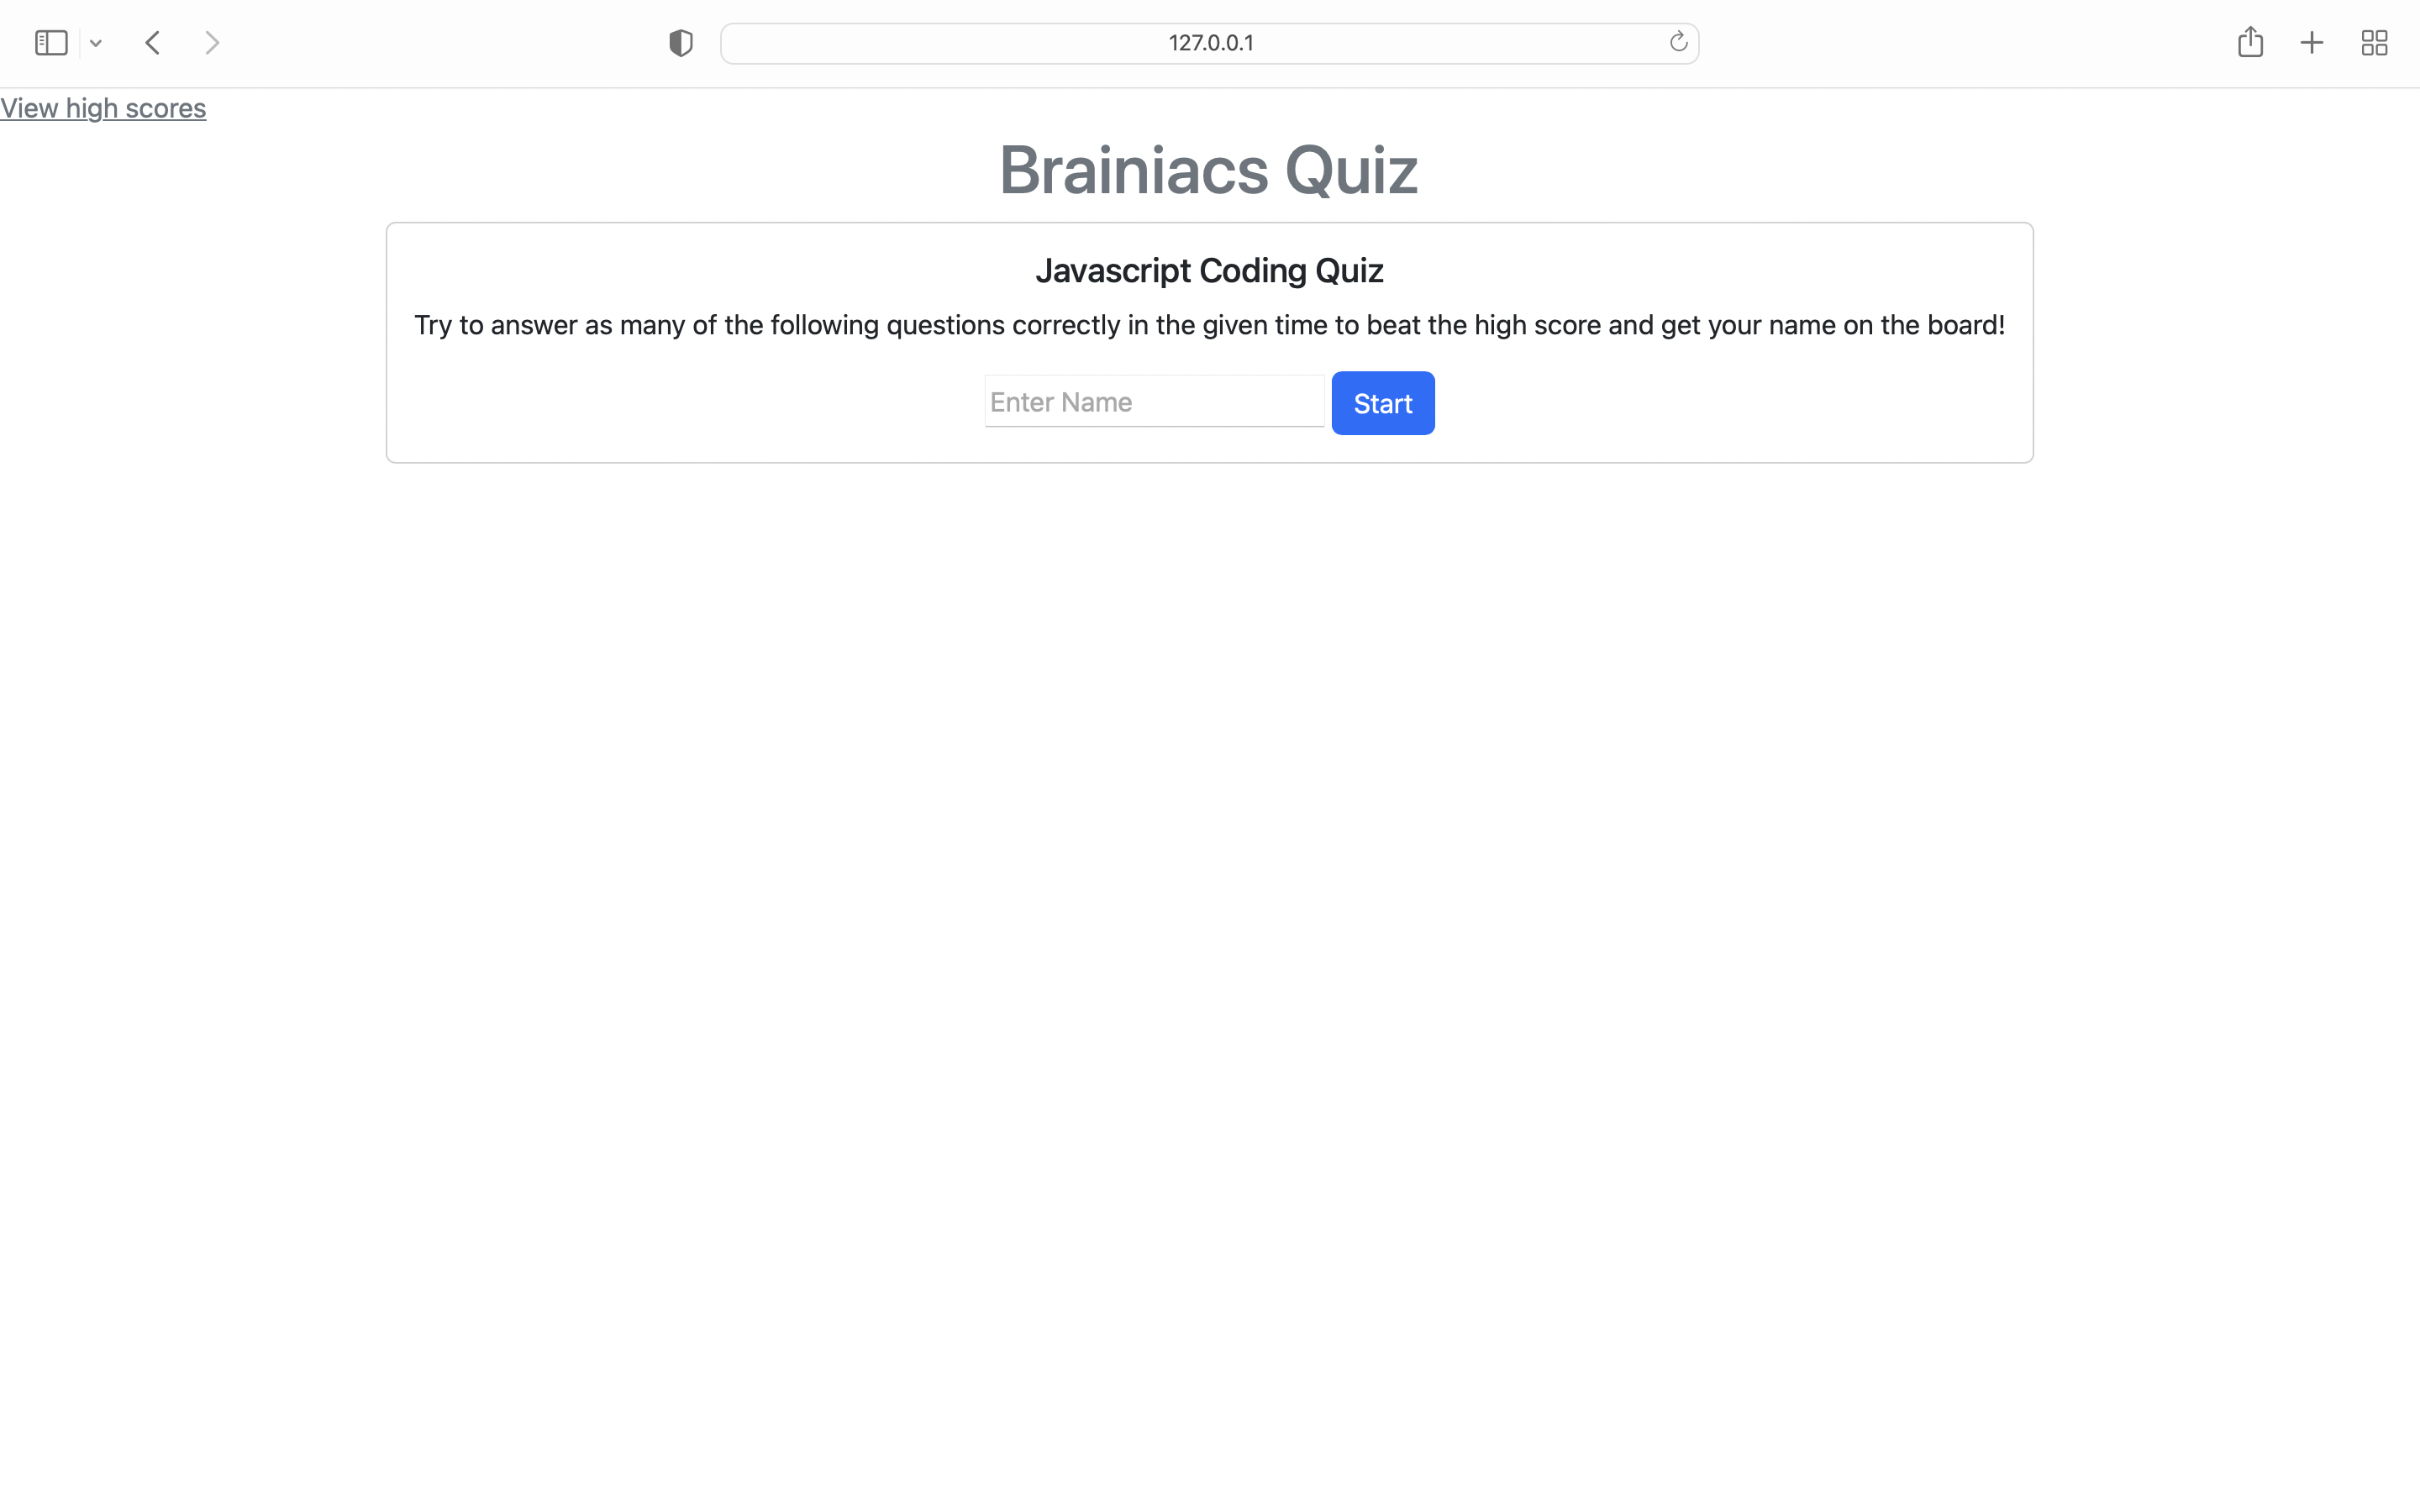 127.0.0.1
View high scores
Brainiacs Quiz
Javascript Coding Quiz
Try to answer as many of the following questions correctly in the given time to beat the high score and get your name on the board!
Enter Name
Start